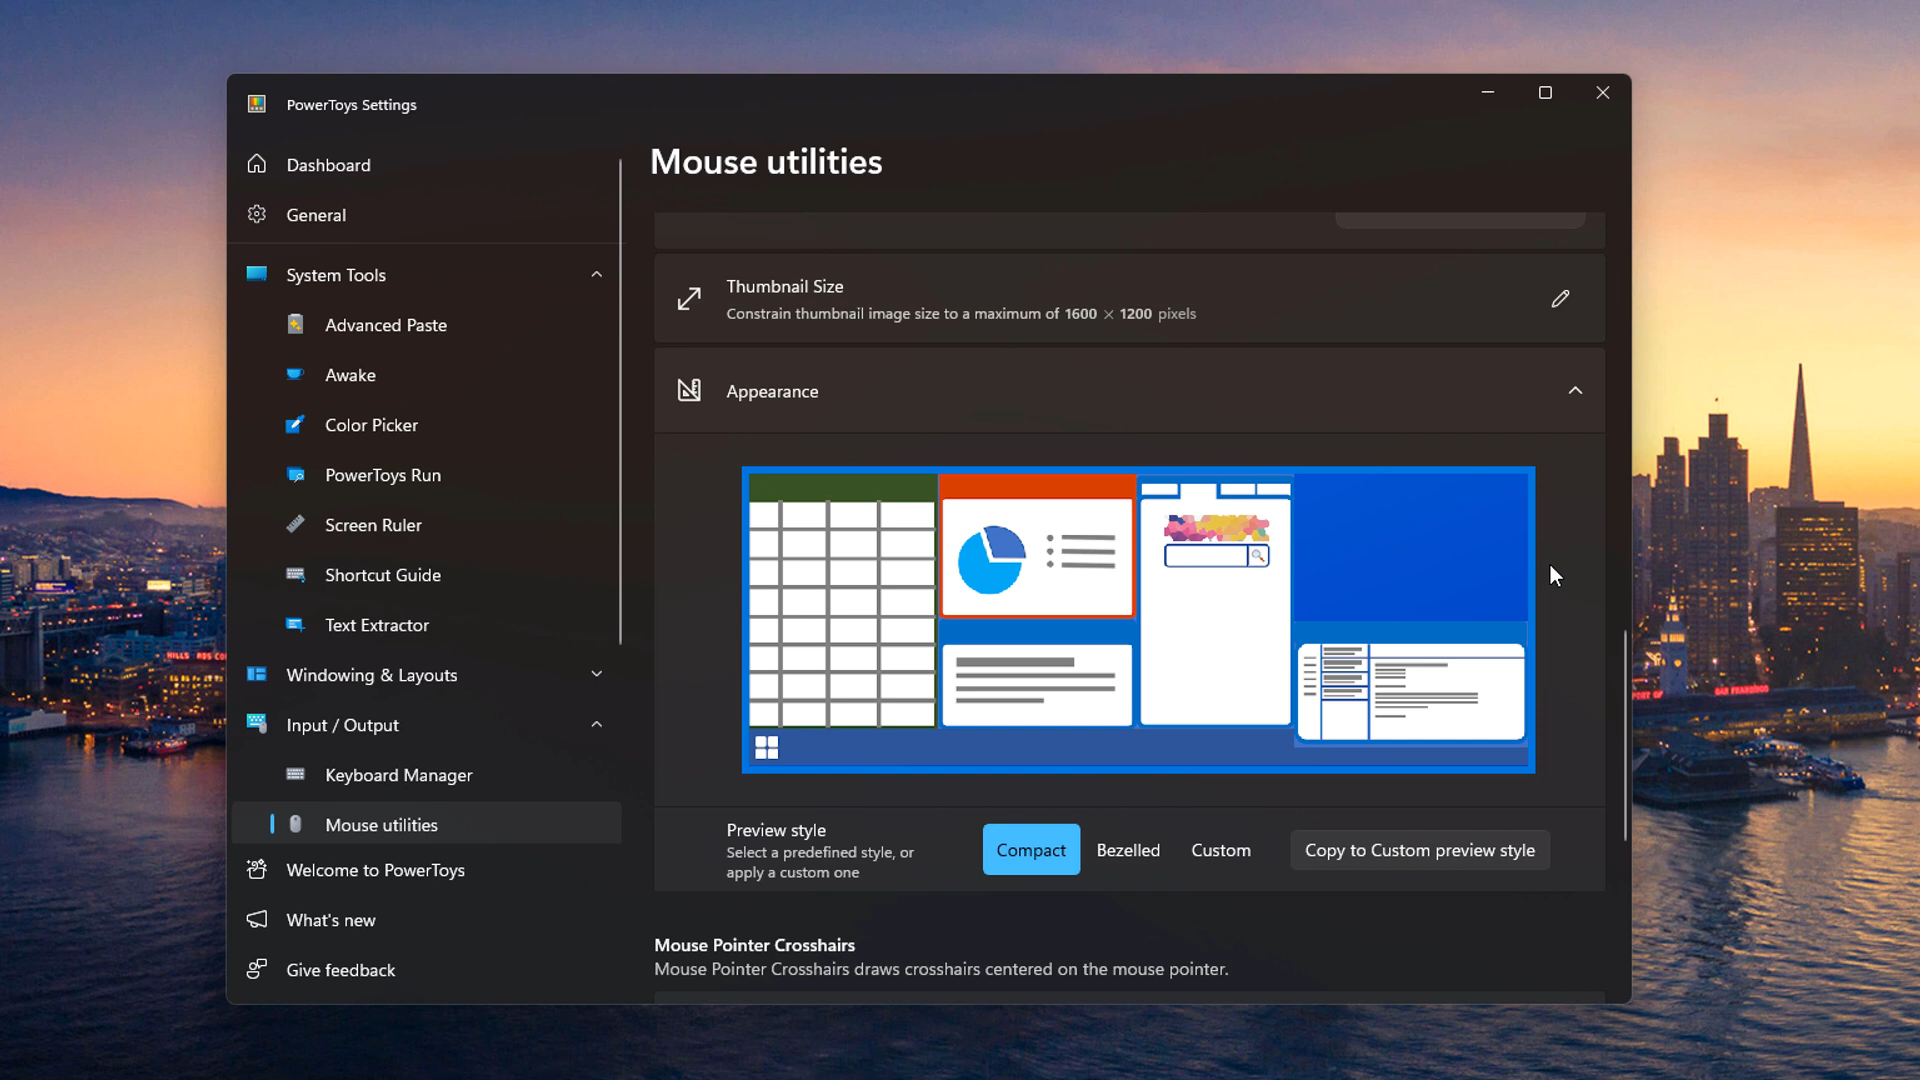 PowerToys Settings
Dashboard
General
System Tools
Advanced Paste
Awake
Color Picker
PowerToys Run
Screen Ruler
Shortcut Guide
Text Extractor
Windowing & Layouts
Input / Output
Keyboard Manager
Mouse utilities
Welcome to PowerToys
What's new
Give feedback
Mouse utilities
Thumbnail Size
Constrain thumbnail image size to a maximum of 1600 × 1200 pixels
Appearance
Preview style
Select a predefined style, or
apply a custom one
Compact
Bezelled
Custom
Copy to Custom preview style
Mouse Pointer Crosshairs
Mouse Pointer Crosshairs draws crosshairs centered on the mouse pointer.